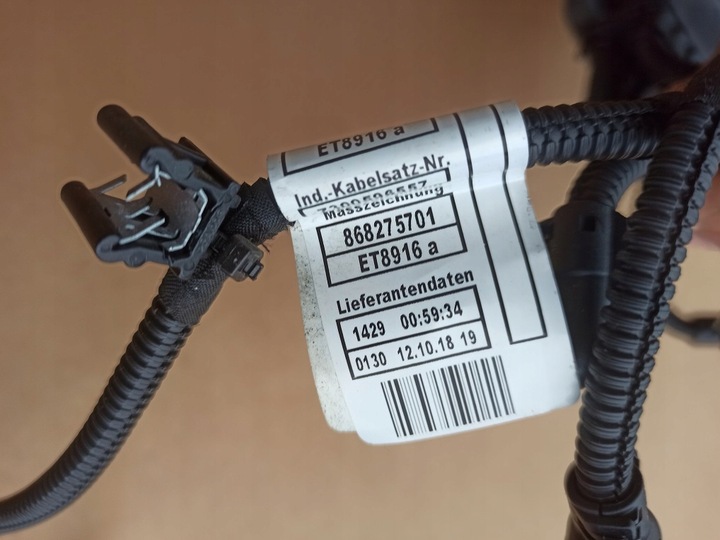 ET8916 a
Ind.-Kabelsatz-Nr.
Masszeichnung
868275701
ET8916 a
Lieferantendaten
1429 00:59:34
0130 12.10.18 19